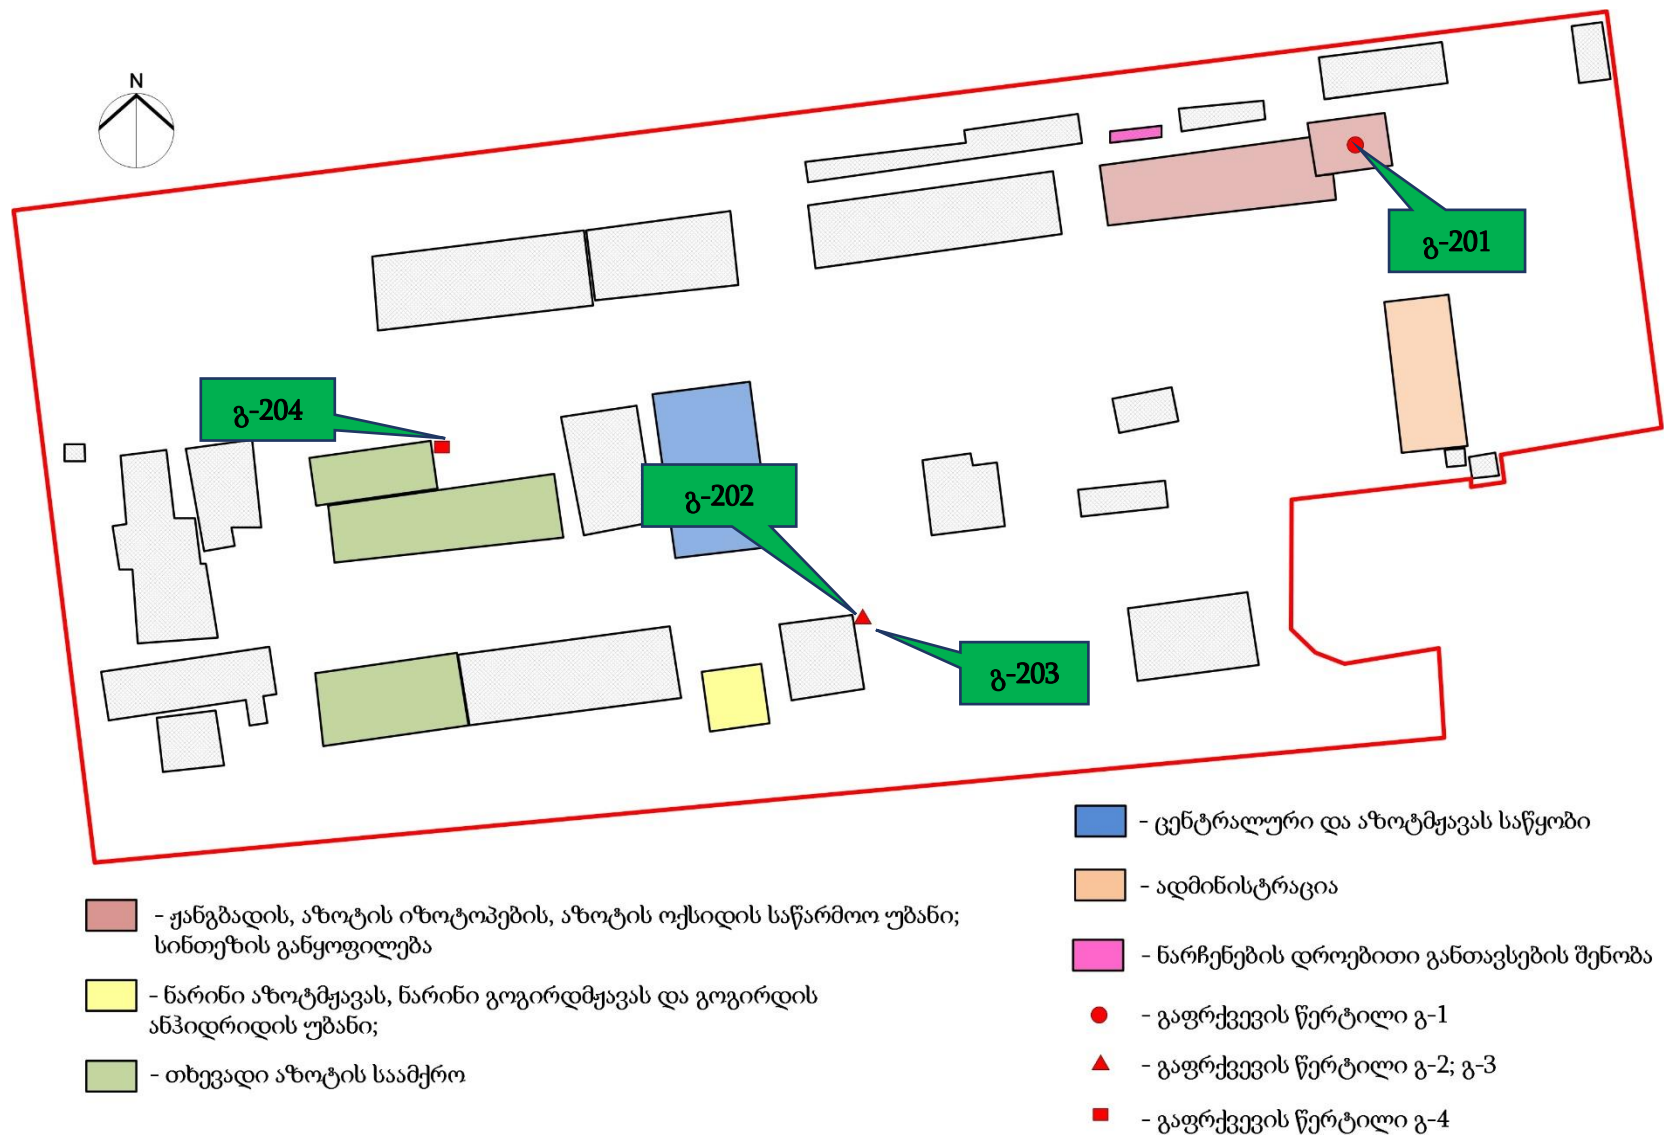 N
გ-201
გ-204
გ-202
გ-203
- ჟანგბადის, აზოტის იზოტოპების, აზოტის ოქსიდის საწარმოო უბანი;
სინთეზის განყოფილება
- ნარინი აზოტმჟავას, ნარინი გოგირდმჟავას და გოგირდის
ანჰიდრიდის უბანი;
- თხევადი აზოტის საამქრო
- ცენტრალური და აზოტმჟავას საწყობი
- ადმინისტრაცია
- ნარჩენების დროებითი განთავსების შენობა
- გაფრქვევის წერტილი გ-1
- გაფრქვევის წერტილი გ-2; გ-3
- გაფრქვევის წერტილი გ-4